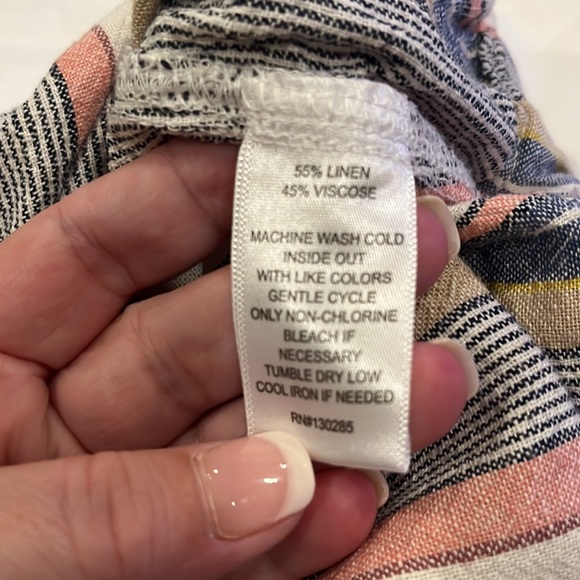 55% LINEN
45% VISCOSE
MACHINE WASH COLD
INSIDE OUT
WITH LIKE COLORS
GENTLE CYCLE
ONLY NON-CHLORINE
BLEACH IF
NECESSARY
TUMBLE DRY LOW
COOL IRON IF NEEDED
RN#130285